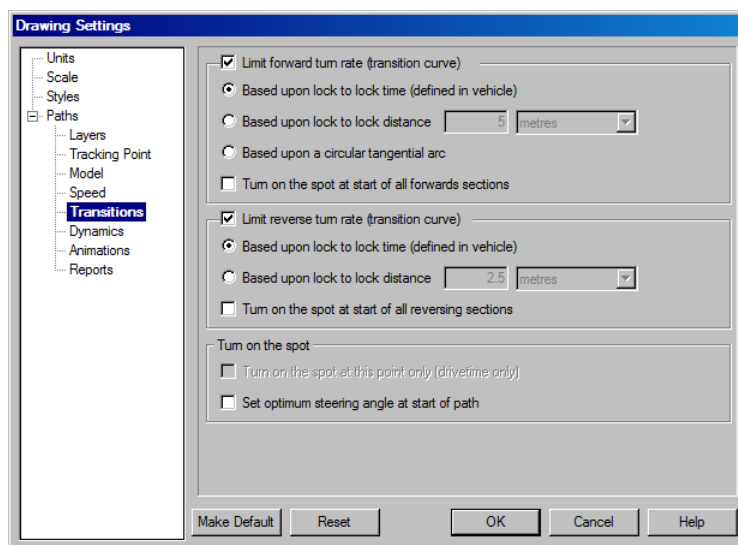 Drawing Settings
Units
Scale
Styles
Paths
Layers
Tracking Point
Model
Speed
Transitions
Dynamics
Animations
Reports
Limit forward turn rate (transition curve)
Based upon lock to lock time (defined in vehicle)
Based upon lock to lock distance 5 metres
Based upon a circular tangential arc
Turn on the spot at start of all forwards sections
Limit reverse turn rate (transition curve)
Based upon lock to lock time (defined in vehicle)
Based upon lock to lock distance 2.5 metres
Turn on the spot at start of all reversing sections
Turn on the spot
Turn on the spot at this point only (drivetime only)
Set optimum steering angle at start of path
Make Default Reset OK Cancel Help